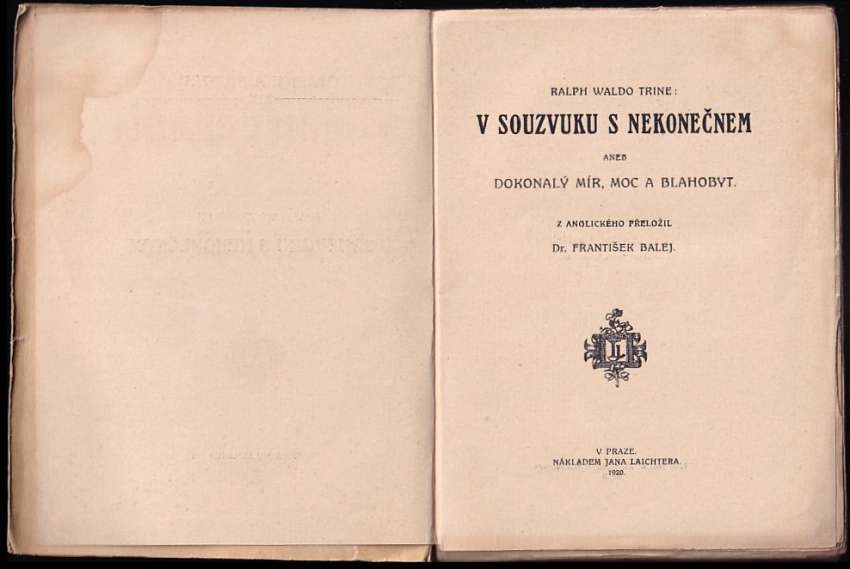 RALPH WALDO TRINE:
V SOUZVUKU S NEKONEČNEM
ANEB
DOKONALÝ MÍR, MOC A BLAHOBYT.
Z ANGLICKÉHO PŘELOŽIL
Dr. FRANTIŠEK BALEJ.
V PRAZE.
NÁKLADEM JANA LAICHTERA
1920.